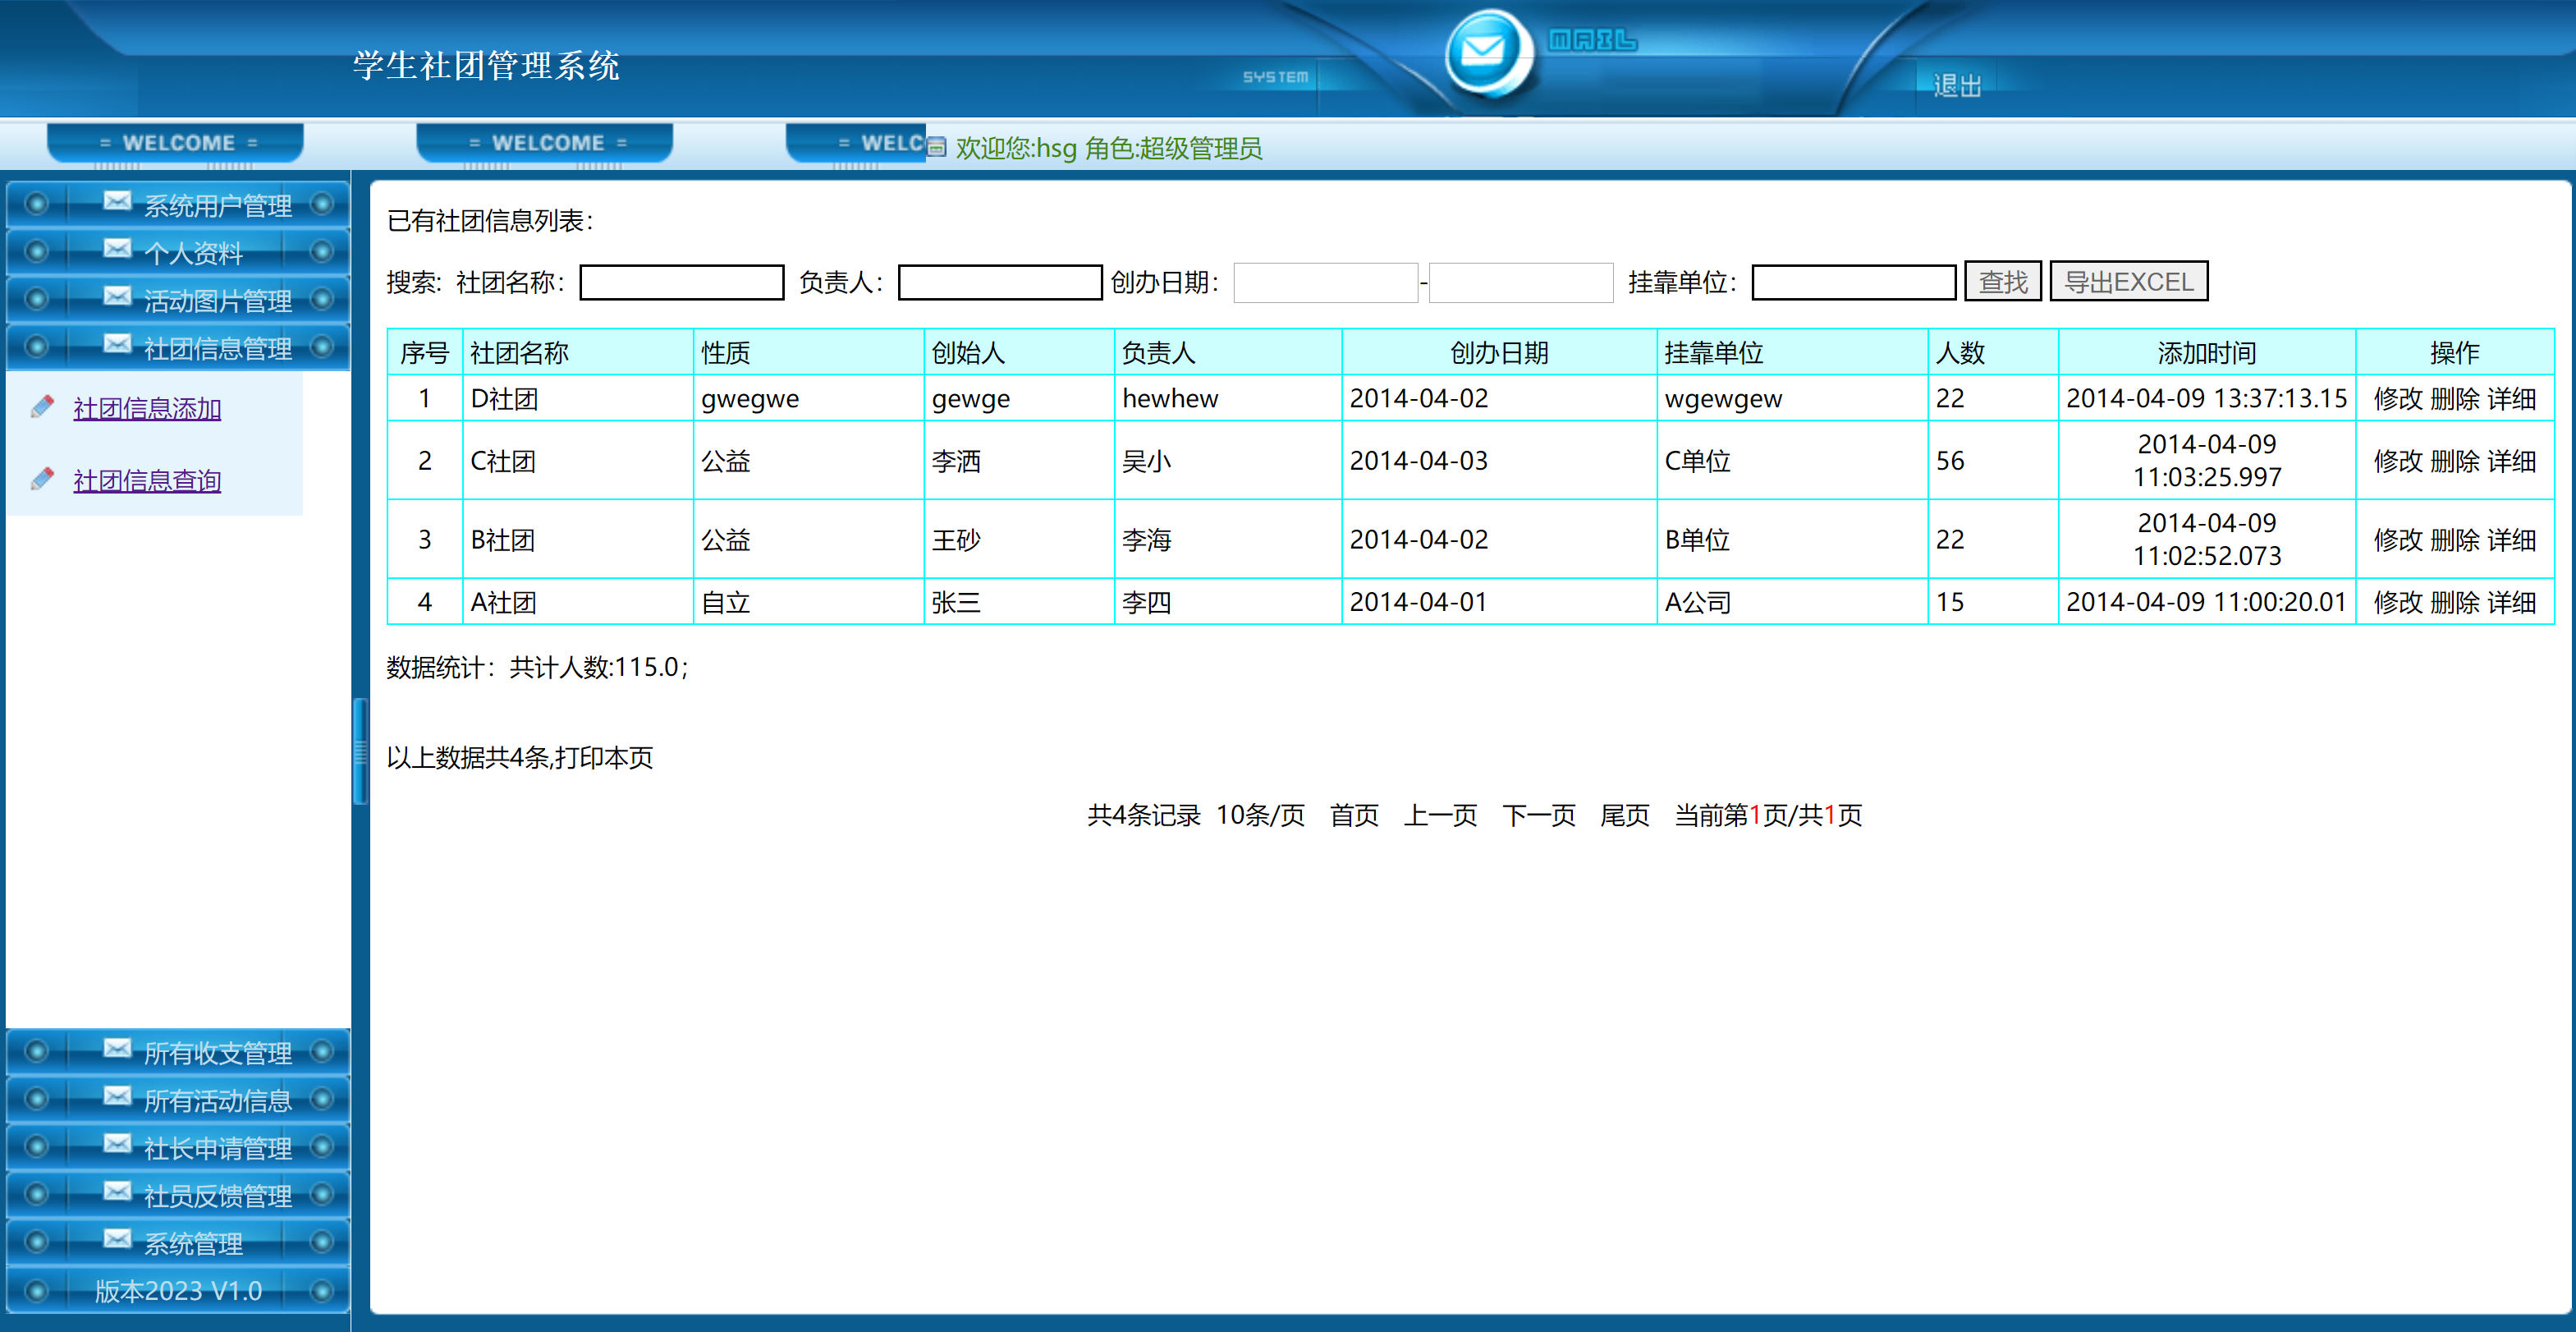 学生社团管理系统
MAIL
SYSTEM
退出
= WELCOME =
= WELCOME =
= WELC
欢迎您:hsg 角色:超级管理员
系统用户管理
个人资料
活动图片管理
社团信息管理
社团信息添加
社团信息查询
所有收支管理
所有活动信息
社长申请管理
社员反馈管理
系统管理
版本2023 V1.0
已有社团信息列表：
搜索: 社团名称： 负责人： 创办日期： - 挂靠单位： 查找 导出EXCEL
序号 社团名称 性质 创始人 负责人 创办日期 挂靠单位 人数 添加时间 操作
1 D社团 gwegwe gewge hewhew 2014-04-02 wgewgew 22 2014-04-09 13:37:13.15 修改 删除 详细
2 C社团 公益 李洒 吴小 2014-04-03 C单位 56 2014-04-09 11:03:25.997 修改 删除 详细
3 B社团 公益 王砂 李海 2014-04-02 B单位 22 2014-04-09 11:02:52.073 修改 删除 详细
4 A社团 自立 张三 李四 2014-04-01 A公司 15 2014-04-09 11:00:20.01 修改 删除 详细
数据统计：共计人数:115.0；
以上数据共4条,打印本页
共4条记录 10条/页 首页 上一页 下一页 尾页 当前第1页/共1页